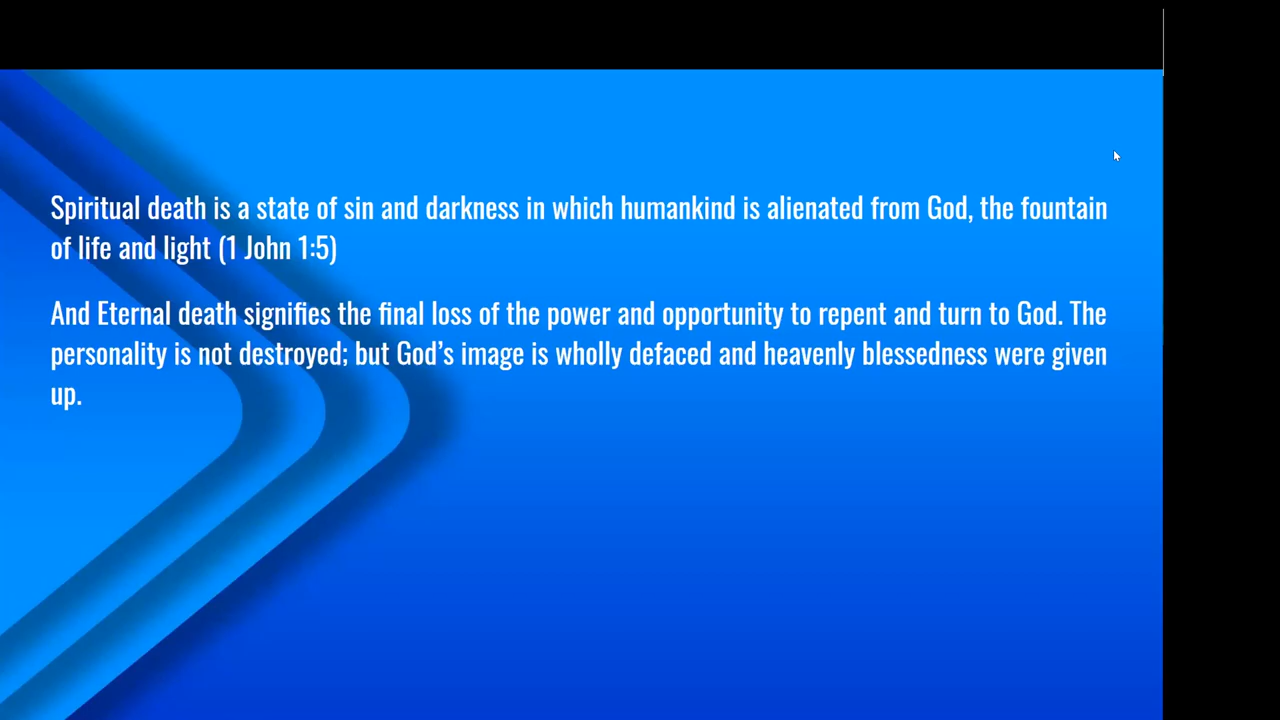 Spiritual death is a state of sin and darkness in which humankind is alienated from God, the fountain
of life and light (1 John 1:5)
And Eternal death signifies the final loss of the power and opportunity to repent and turn to God. The
personality is not destroyed; but God’s image is wholly defaced and heavenly blessedness were given
up.